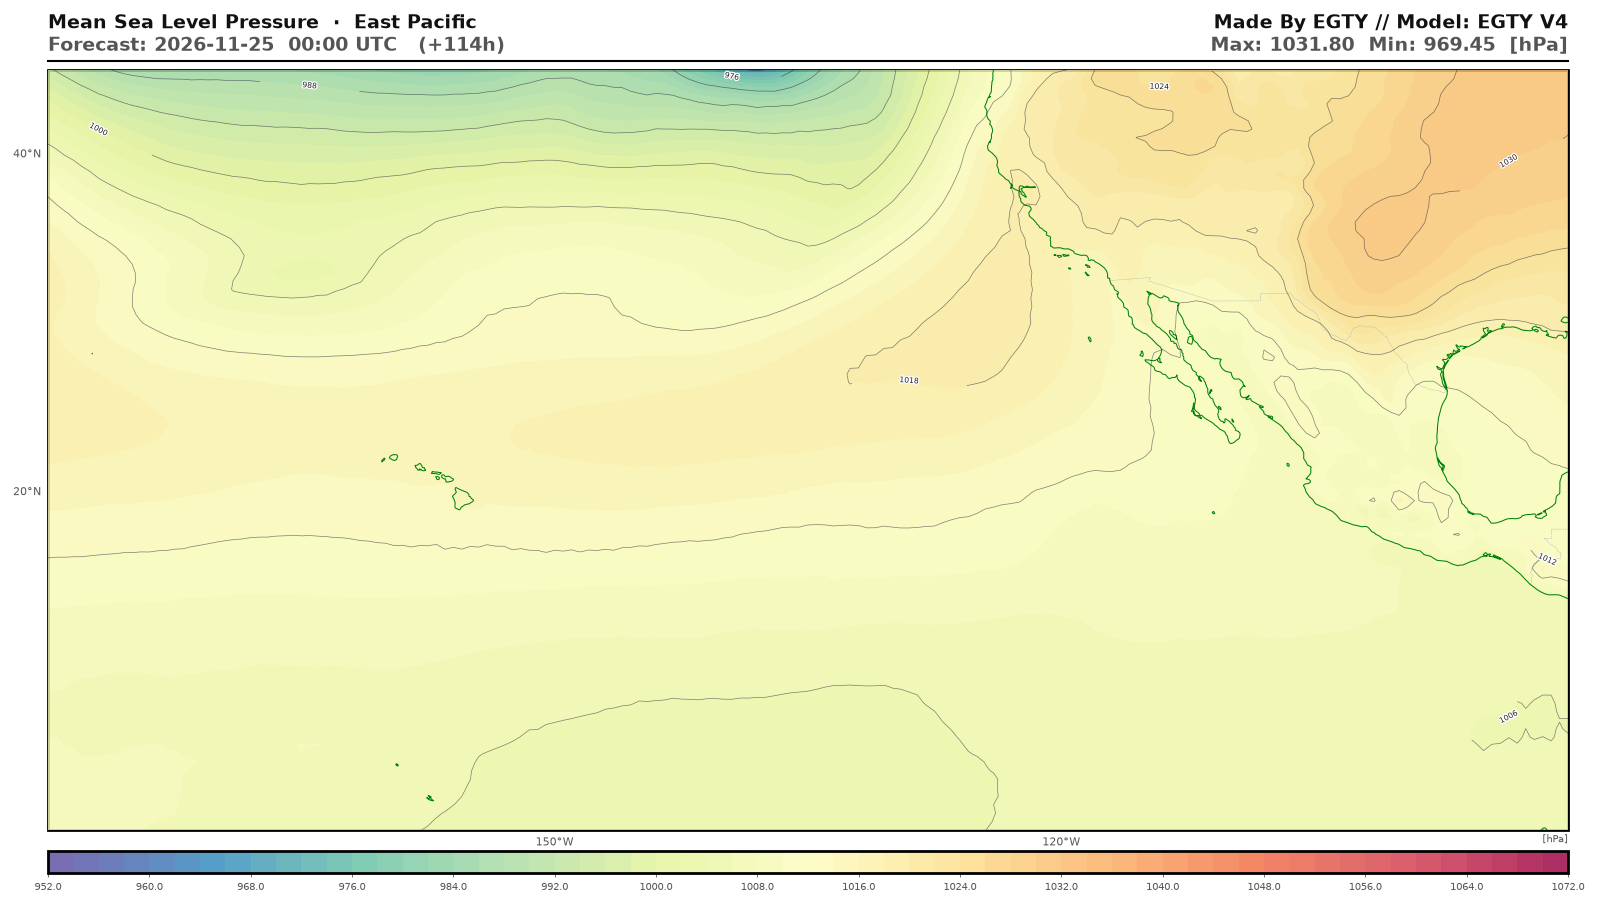 Mean Sea Level Pressure · East Pacific
Made By EGTY // Model: EGTY V4
Forecast: 2026-11-25 00:00 UTC (+114h)
Max: 1031.80 Min: 969.45 [hPa]
976
988
1024
1000
40°N
1030
1018
20°N
1012
1006
150°W
120°W
[hPa]
952.0 960.0 968.0 976.0 984.0 992.0 1000.0 1008.0 1016.0 1024.0 1032.0 1040.0 1048.0 1056.0 1064.0 1072.0